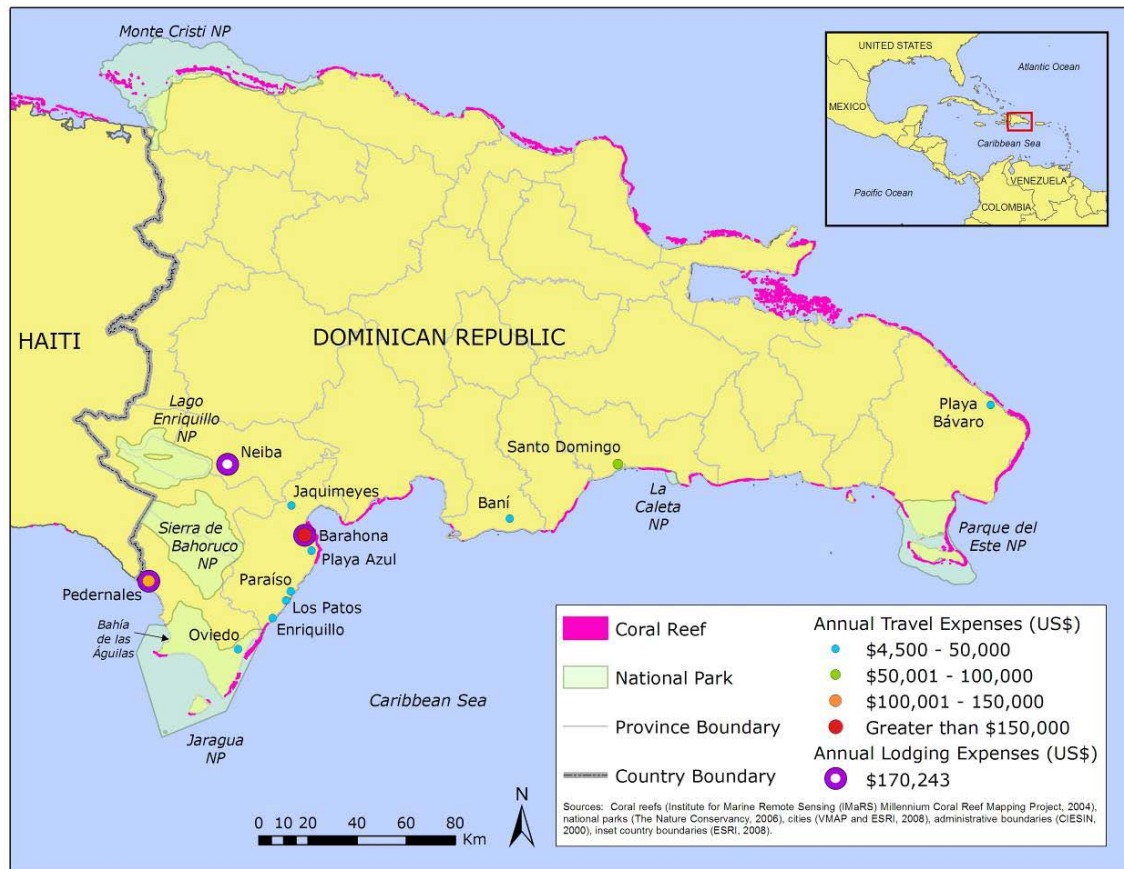 Monte Cristi NP
UNITED STATES
Atlantic Ocean
MEXICO
Caribbean Sea
Pacific Ocean
VENEZUELA
COLOMBIA
HAITI
DOMINICAN REPUBLIC
Lago
Enriquillo
NP
Neiba
Playa
Bávaro
Santo Domingo
Jaquimeyes
Baní
La
Caleta
NP
Sierra de
Bahoruco
NP
Barahona
Playa Azul
Parque del
Este NP
Pedernales
Paraíso
Los Patos
Enriquillo
Bahía
de las
Águilas
Oviedo
Caribbean Sea
Jaragua
NP
N
0 5 10 20 40 60 80
Km
Coral Reef
National Park
Province Boundary
Country Boundary
Annual Travel Expenses (US$)
$4,500 - 50,000
$50,001 - 100,000
$100,001 - 150,000
Greater than $150,000
Annual Lodging Expenses (US$)
$170,243
Sources: Coral reefs (Institute for Marine Remote Sensing (IMaRS) Millennium Coral Reef Mapping Project, 2004),
national parks (The Nature Conservancy, 2006), cities (VMAP and ESRI, 2008), administrative boundaries (CIESIN,
2000), inset country boundaries (ESRI, 2008).